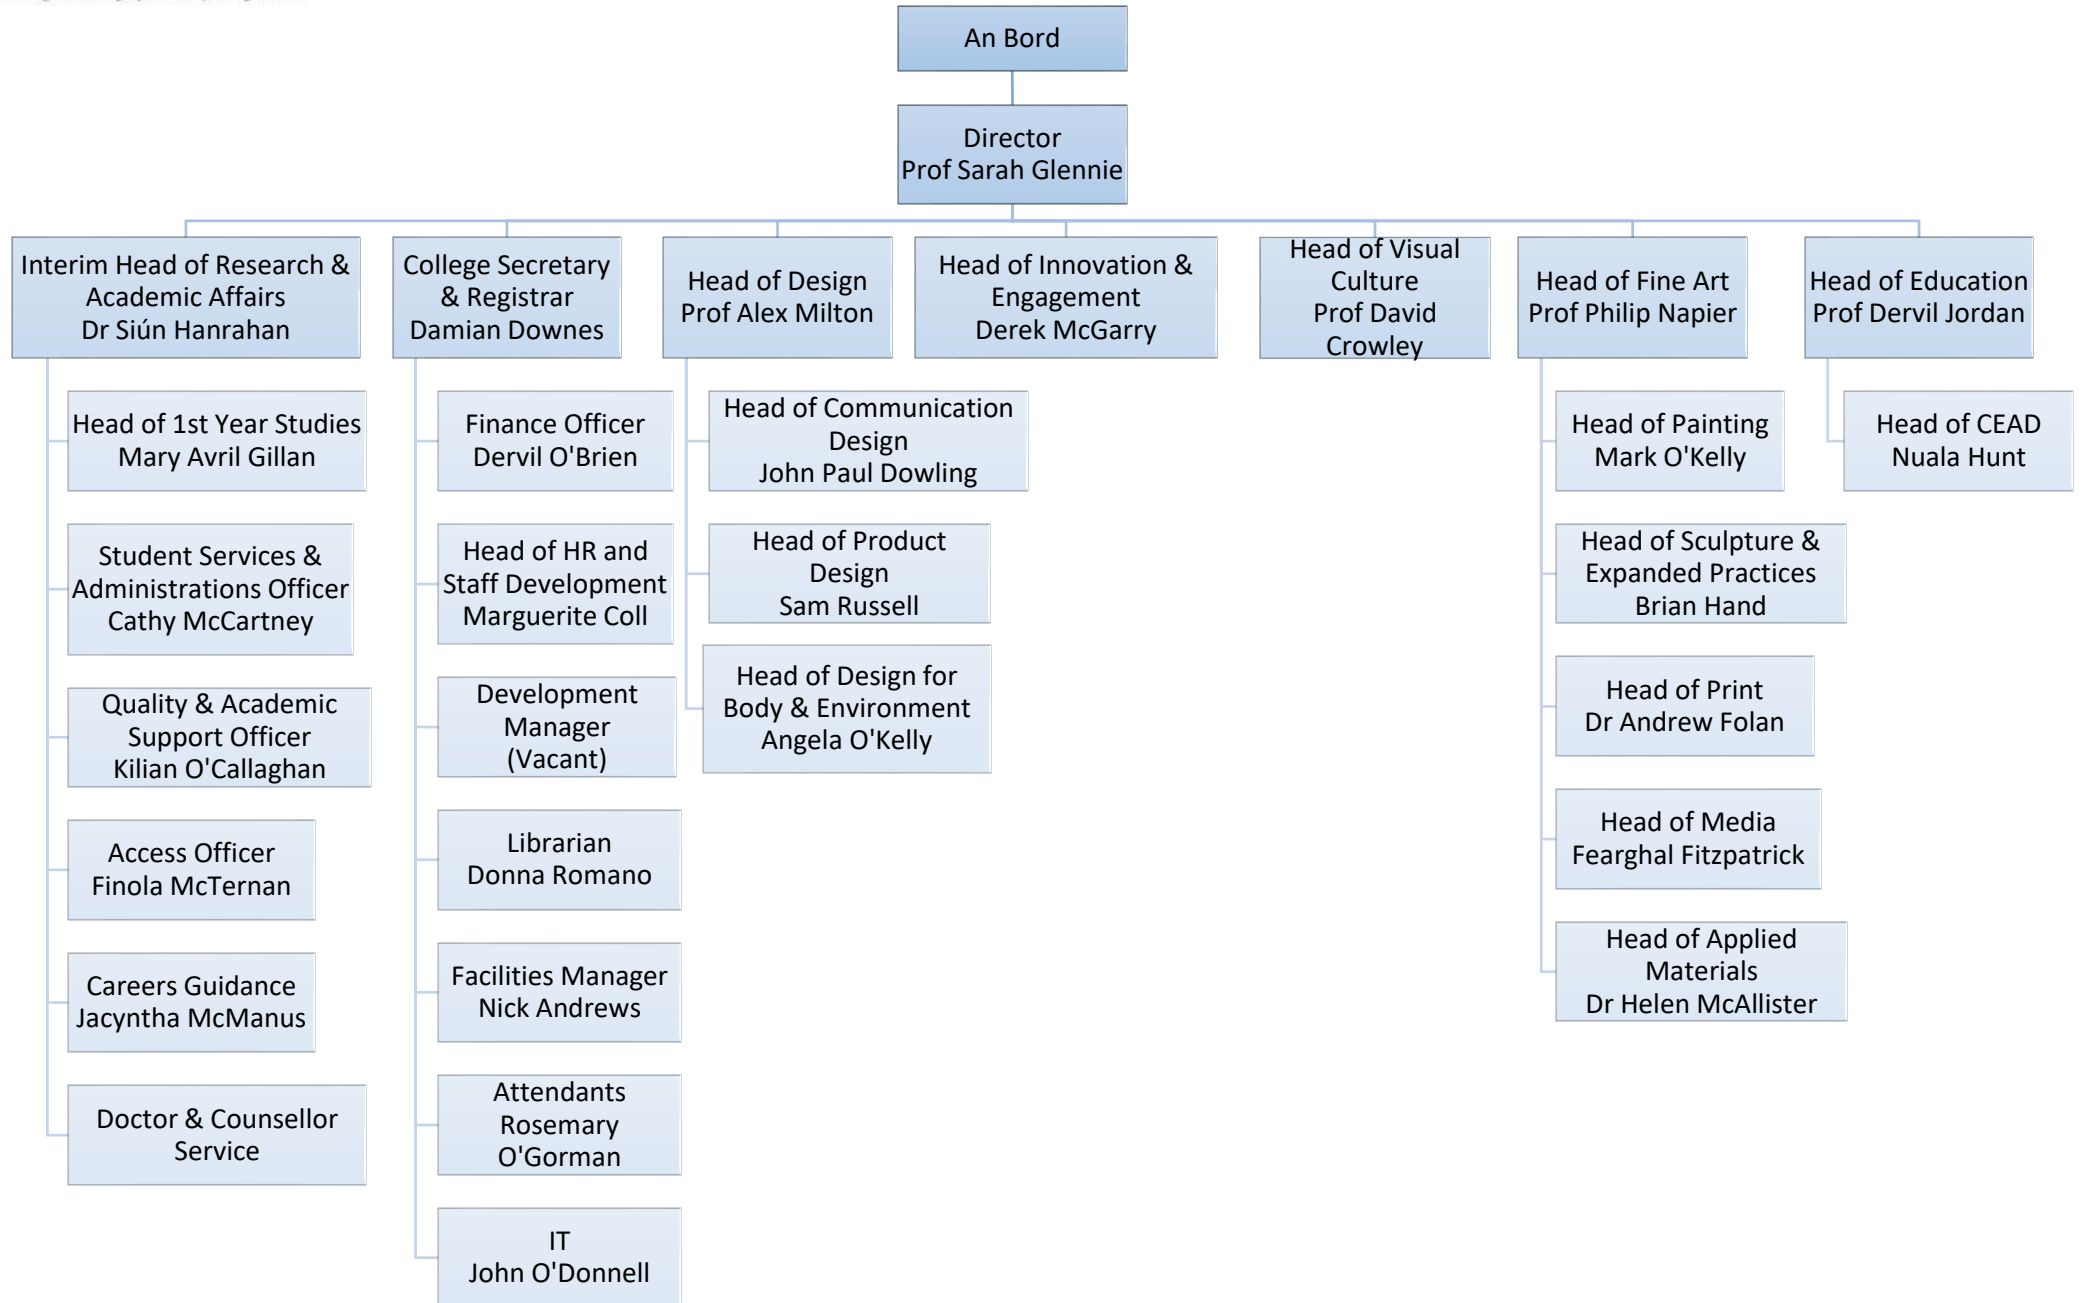 An Bord
Director
Prof Sarah Glennie
Interim Head of Research &
Academic Affairs
Dr Siún Hanrahan
College Secretary
& Registrar
Damian Downes
Head of Design
Prof Alex Milton
Head of Innovation &
Engagement
Derek McGarry
Head of Visual
Culture
Prof David
Crowley
Head of Fine Art
Prof Philip Napier
Head of Education
Prof Dervil Jordan
Head of 1st Year Studies
Mary Avril Gillan
Student Services &
Administrations Officer
Cathy McCartney
Quality & Academic
Support Officer
Kilian O'Callaghan
Access Officer
Finola McTernan
Careers Guidance
Jacyntha McManus
Doctor & Counsellor
Service
Finance Officer
Dervil O'Brien
Head of HR and
Staff Development
Marguerite Coll
Development
Manager
(Vacant)
Librarian
Donna Romano
Facilities Manager
Nick Andrews
Attendants
Rosemary
O'Gorman
IT
John O'Donnell
Head of Communication
Design
John Paul Dowling
Head of Product
Design
Sam Russell
Head of Design for
Body & Environment
Angela O'Kelly
Head of Painting
Mark O'Kelly
Head of Sculpture &
Expanded Practices
Brian Hand
Head of Print
Dr Andrew Folan
Head of Media
Fearghal Fitzpatrick
Head of Applied
Materials
Dr Helen McAllister
Head of CEAD
Nuala Hunt